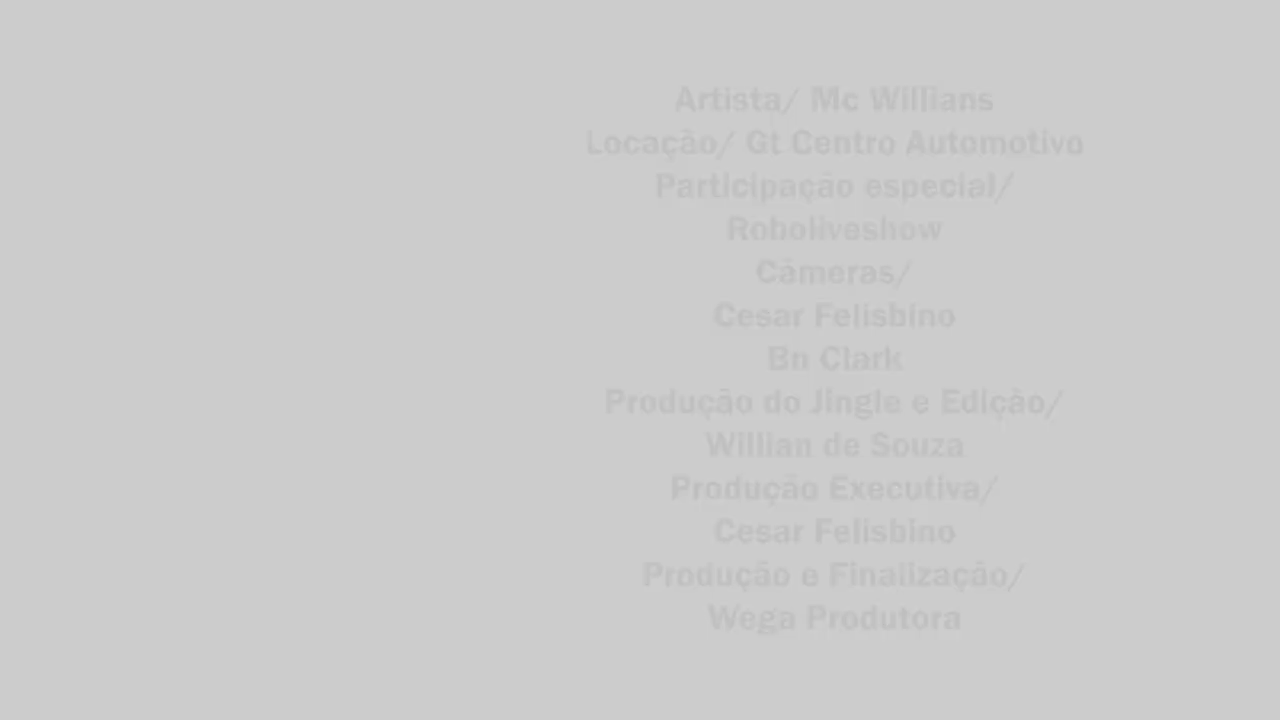 Artista/ Mc Willians
Locação/ Gt Centro Automotivo
Participação especial/
Roboliveshow
Câmeras/
Cesar Felisbino
Bn Clark
Produção do Jingle e Edição/
Willian de Souza
Produção Executiva/
Cesar Felisbino
Produção e Finalização/
Wega Produtora